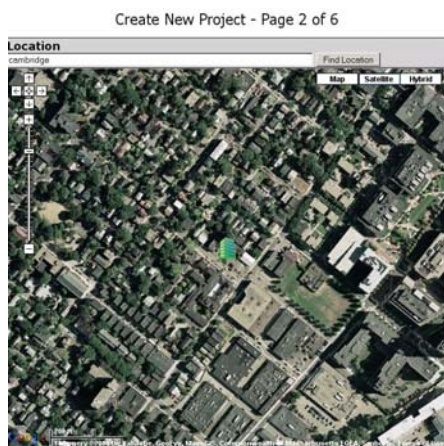 Create New Project - Page 2 of 6
Location
cambridge
Find Location
Map Satellite Hybrid